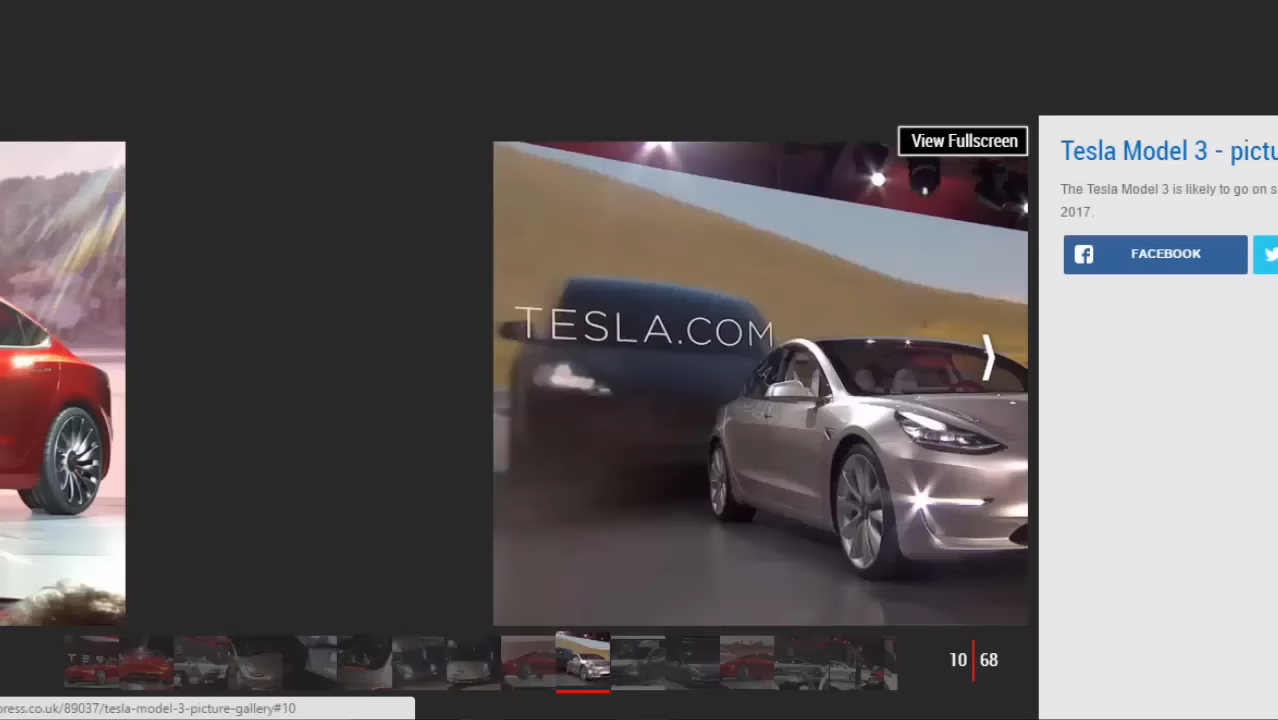 View Fullscreen
Tesla Model 3 - pictu
The Tesla Model 3 is likely to go on s
2017.
FACEBOOK
TESLA.COM
10 68
press.co.uk/89037/tesla-model-3-picture-gallery#10